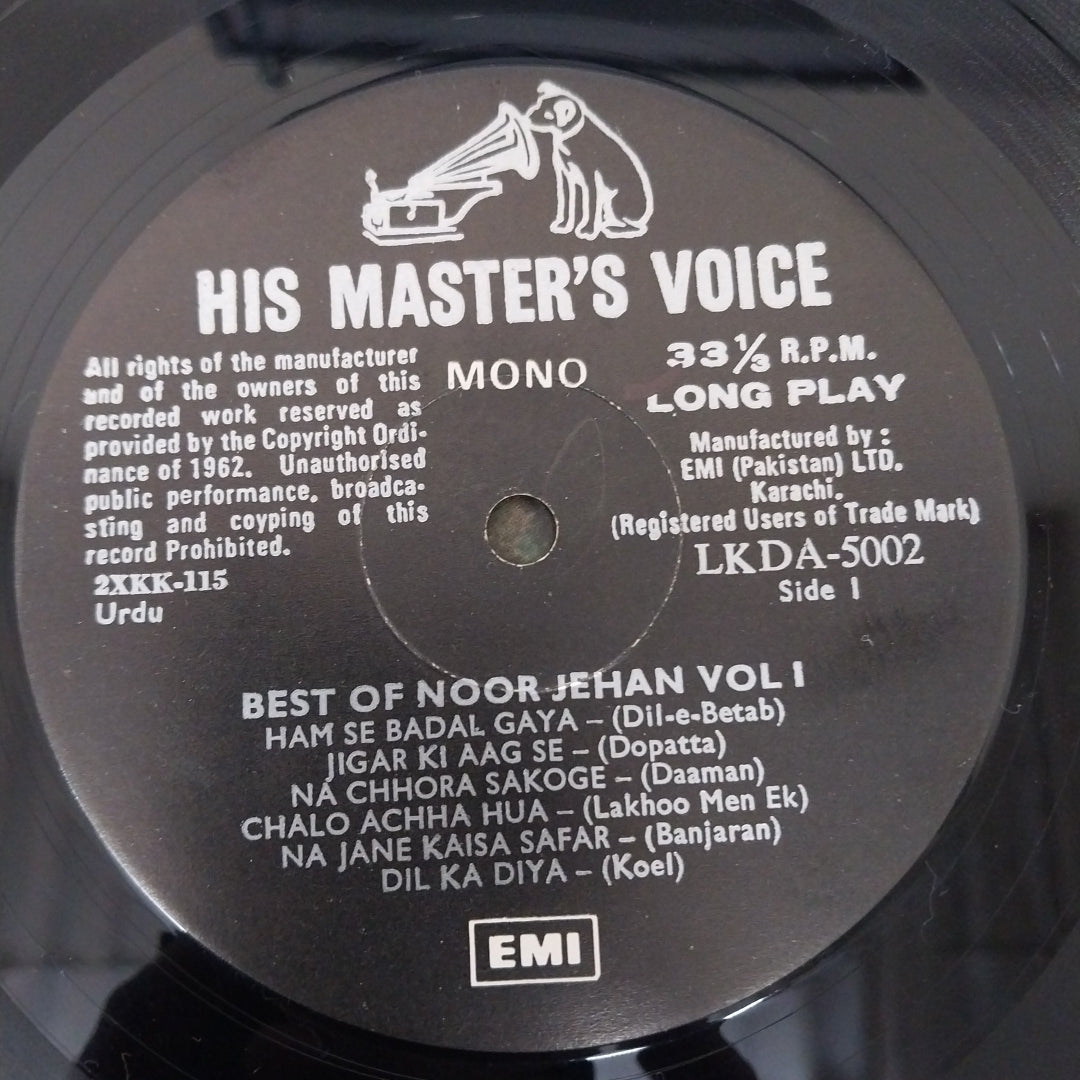 HIS MASTER'S VOICE
All rights of the manufacturer
and of the owners of this
recorded work reserved as
provided by the Copyright Ordi-
nance of 1962. Unauthorised
public performance, broadca-
sting and coyping of this
record Prohibited.
2XKK-115
Urdu
MONO
33⅓ R.P.M.
LONG PLAY
Manufactured by :
EMI (Pakistan) LTD.
Karachi.
(Registered Users of Trade Mark)
LKDA-5002
Side 1
BEST OF NOOR JEHAN VOL I
HAM SE BADAL GAYA – (Dil-e-Betab)
JIGAR KI AAG SE – (Dopatta)
NA CHHORA SAKOGE – (Daaman)
CHALO ACHHA HUA – (Lakhoo Men Ek)
NA JANE KAISA SAFAR – (Banjaran)
DIL KA DIYA – (Koel)
EMI